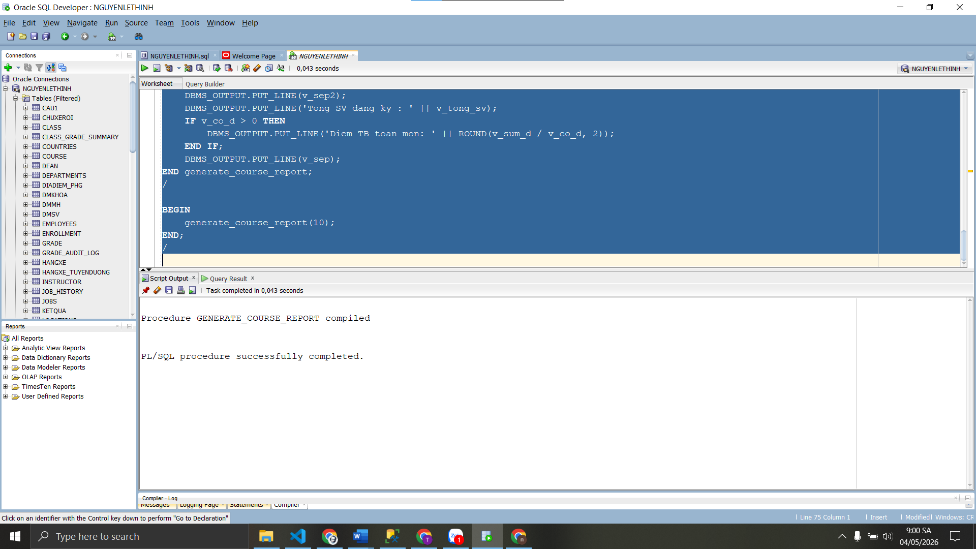 Oracle SQL Developer : NGUYENLETHINH
File Edit View Navigate Run Source Team Tools Window Help
Connections
NGUYENLETHINH.sql
Welcome Page
NGUYENLETHINH
0,043 seconds
NGUYENLETHINH
Worksheet
Query Builder
Oracle Connections
NGUYENLETHINH
Tables (Filtered)
CAU1
CHUXEROI
CLASS
CLASS_GRADE_SUMMARY
COUNTRIES
COURSE
DEAN
DEPARTMENTS
DIADIEM_PHG
DMKHOA
DMMH
DMSV
EMPLOYEES
ENROLLMENT
GRADE
GRADE_AUDIT_LOG
HANGXE
HANGXE_TUYENDUONG
INSTRUCTOR
JOB_HISTORY
JOBS
KETQUA
DBMS_OUTPUT.PUT_LINE(v_sep2);
DBMS_OUTPUT.PUT_LINE('Tong SV dang ky : ' || v_tong_sv);
IF v_co_d > 0 THEN
DBMS_OUTPUT.PUT_LINE('Diem TB toan mon: ' || ROUND(v_sum_d / v_co_d, 2));
END IF;
DBMS_OUTPUT.PUT_LINE(v_sep);
END generate_course_report;
/
BEGIN
generate_course_report(10);
END;
/
Script Output
Query Result
Task completed in 0,043 seconds
Procedure GENERATE_COURSE_REPORT compiled
PL/SQL procedure successfully completed.
Reports
All Reports
Analytic View Reports
Data Dictionary Reports
Data Modeler Reports
OLAP Reports
TimesTen Reports
User Defined Reports
Compiler - Log
Messages
Logging Page
Statements
Compiler
Click on an identifier with the Control key down to perform "Go to Declaration"
Line 75 Column 1
Insert
Modified
Windows: CR
Type here to search
9:00 SA
04/05/2026